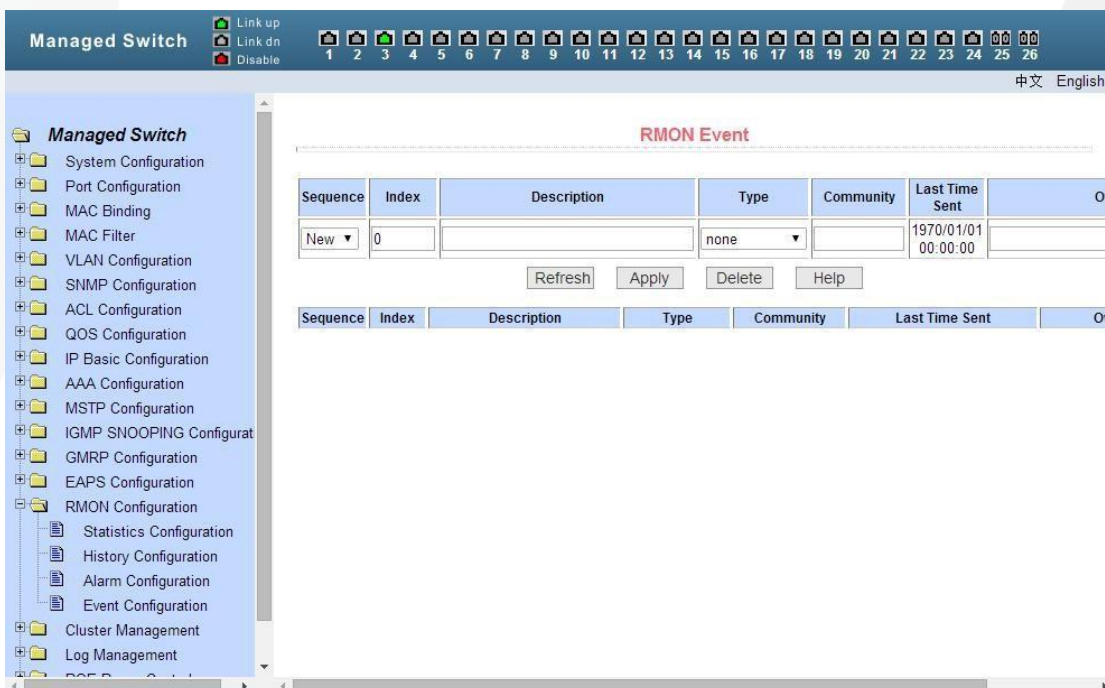 Managed Switch
Link up
Link dn
Disable
1 2 3 4 5 6 7 8 9 10 11 12 13 14 15 16 17 18 19 20 21 22 23 24 25 26
中文 English
Managed Switch
System Configuration
Port Configuration
MAC Binding
MAC Filter
VLAN Configuration
SNMP Configuration
ACL Configuration
QOS Configuration
IP Basic Configuration
AAA Configuration
MSTP Configuration
IGMP SNOOPING Configurat
GMRP Configuration
EAPS Configuration
RMON Configuration
Statistics Configuration
History Configuration
Alarm Configuration
Event Configuration
Cluster Management
Log Management
RMON Event
Sequence Index Description Type Community Last Time Sent O
New 0 none 1970/01/01 00:00:00
Refresh Apply Delete Help
Sequence Index Description Type Community Last Time Sent O